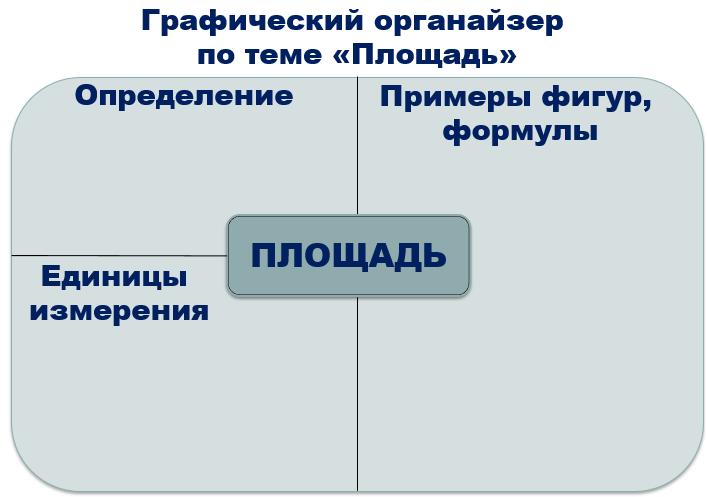 Графический органайзер
по теме «Площадь»
Определение
Примеры фигур,
формулы
ПЛОЩАДЬ
Единицы
измерения